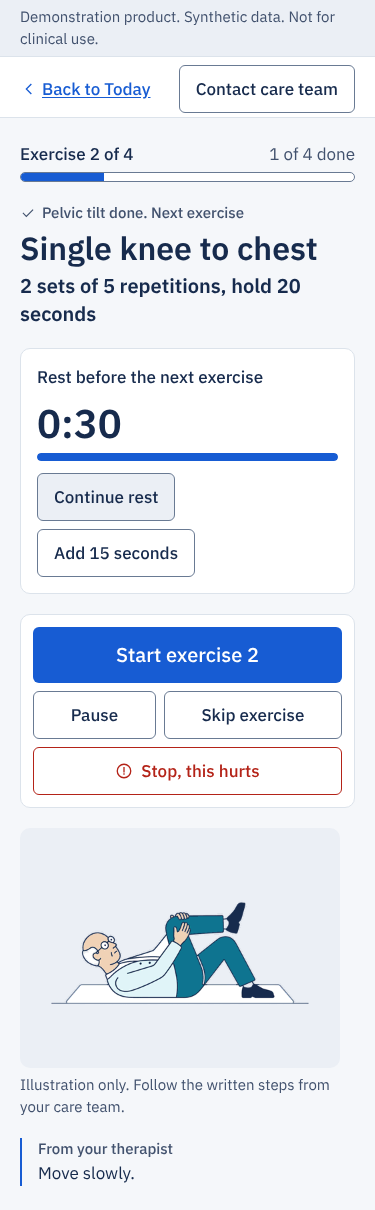 Demonstration product. Synthetic data. Not for
clinical use.
Back to Today
Contact care team
Exercise 2 of 4
1 of 4 done
Pelvic tilt done. Next exercise
Single knee to chest
2 sets of 5 repetitions, hold 20
seconds
Rest before the next exercise
0:30
Continue rest
Add 15 seconds
Start exercise 2
Pause
Skip exercise
Stop, this hurts
Illustration only. Follow the written steps from
your care team.
From your therapist
Move slowly.